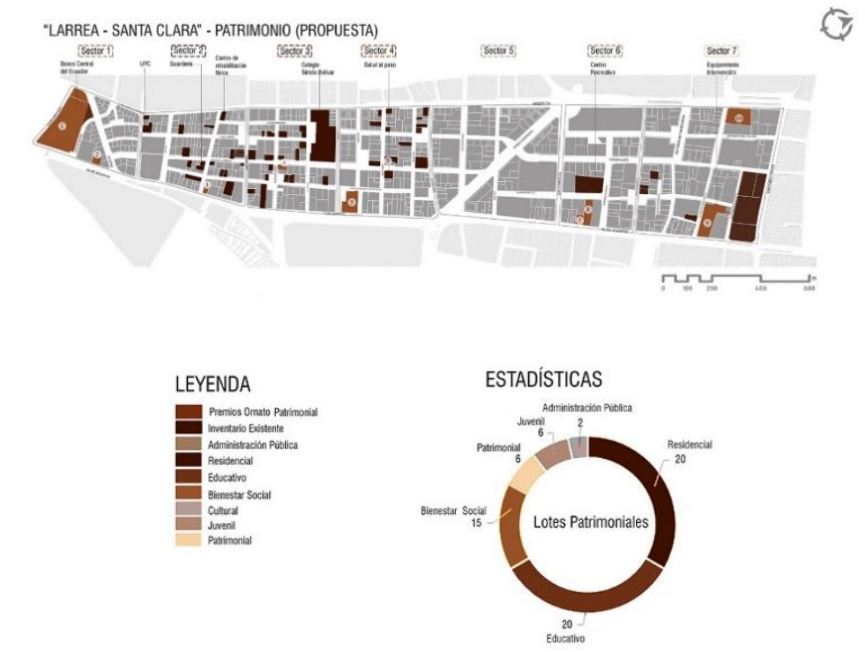 "LARREA - SANTA CLARA" - PATRIMONIO (PROPUESTA)
Sector 1
Sector 2
Sector 3
Sector 4
Sector 5
Sector 6
Sector 7
Banco Central
del Ecuador
UPC
Guardería
Centro de
rehabilitación
física
Colegio
Simón Bolívar
Salud al paso
Centro
Recreativo
Equipamiento
Intervención
0 100 200 400 600
LEYENDA
Premios Ornato Patrimonial
Inventario Existente
Administración Pública
Residencial
Educativo
Bienestar Social
Cultural
Juvenil
Patrimonial
ESTADÍSTICAS
Administración Pública
2
Juvenil
6
Patrimonial
6
Residencial
20
Bienestar Social
15
Lotes Patrimoniales
20
Educativo